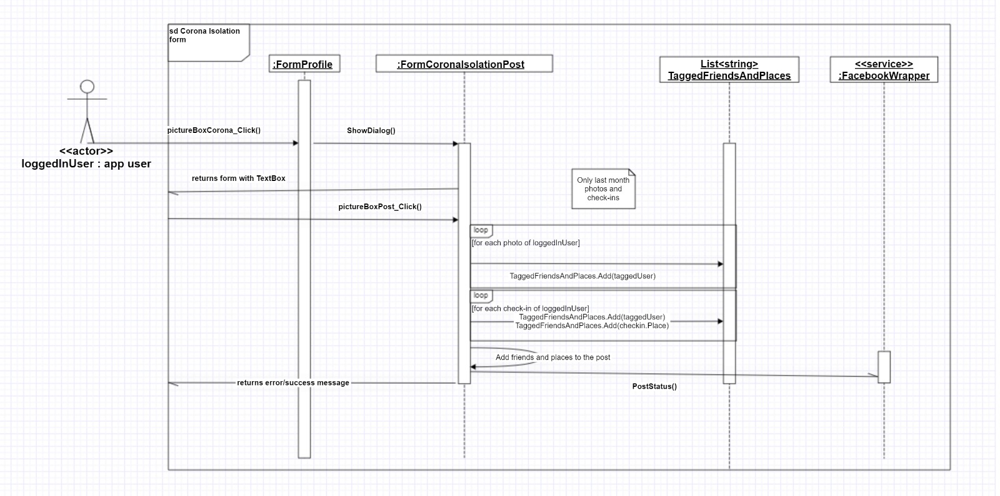 sd Corona Isolation
form
:FormProfile
:FormCoronaIsolationPost
List<string>
TaggedFriendsAndPlaces
<<service>>
:FacebookWrapper
<<actor>>
loggedInUser : app user
pictureBoxCorona_Click()
ShowDialog()
returns form with TextBox
Only last month
photos and
check-ins
pictureBoxPost_Click()
loop
[for each photo of loggedInUser]
TaggedFriendsAndPlaces.Add(taggedUser)
loop
[for each check-in of loggedInUser]
TaggedFriendsAndPlaces.Add(taggedUser)
TaggedFriendsAndPlaces.Add(checkin.Place)
Add friends and places to the post
returns error/success message
PostStatus()